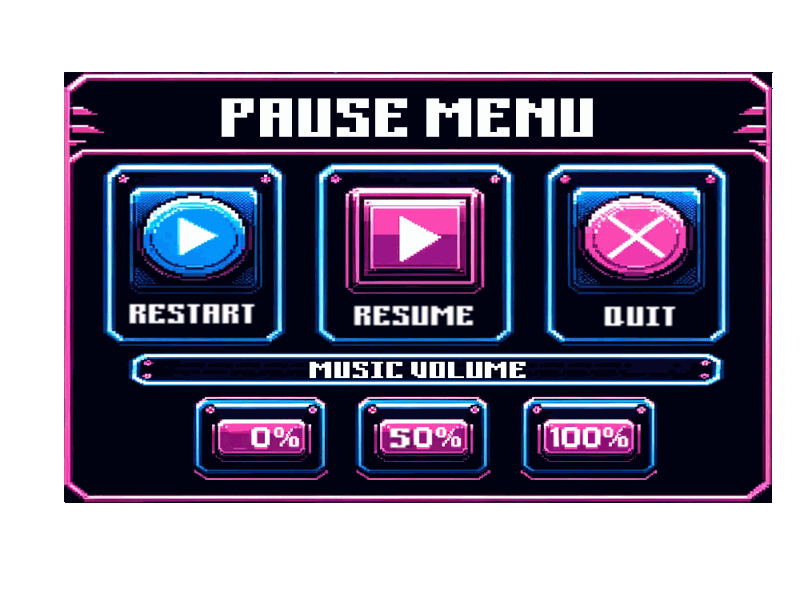 PAUSE MENU
RESTART
RESUME
QUIT
MUSIC VOLUME
0%
50%
100%